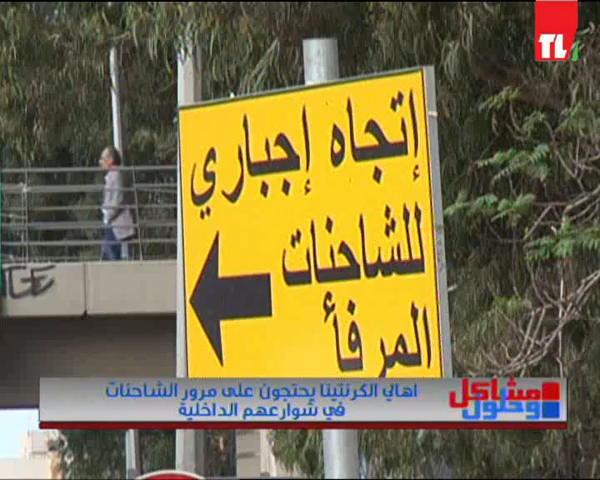 TL
إتجاه إجباري
للشاحنات
المرفأ
اهالي الكرنتينا يحتجون على مرور الشاحنات
في شوارعهم الداخلية
مشاكل
وحلول